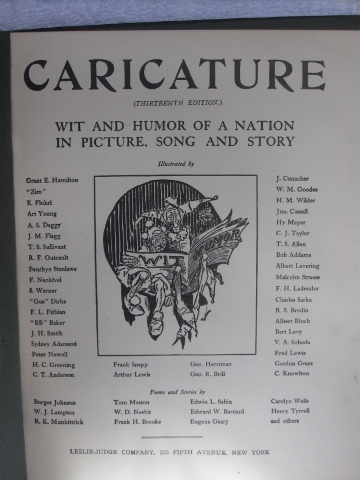 CARICATURE
(THIRTEENTH EDITION.)
WIT AND HUMOR OF A NATION
IN PICTURE, SONG AND STORY
Illustrated by
Grant E. Hamilton
"Zim"
E. Flohri
Art Young
A. S. Daggy
J. M. Flagg
T. S. Sullivant
R. F. Outcault
Penrhyn Stanlaws
P. Nankivel
S. Werner
"Gus" Dirks
F. L. Fithian
"BB" Baker
J. H. Smith
Sydney Adamson
Peter Newell
H. C. Greening
C. T. Anderson
WIT
HUMOR
Frank Snapp
Arthur Lewis
Geo. Herriman
Geo. R. Brill
J. Conacher
W. M. Goodes
H. M. Wilder
Jno. Cassell
Hy Mayer
C. J. Taylor
T. S. Allen
Bob Addams
Albert Levering
Malcolm Strauss
F. H. Ladendor
Charles Sarka
R. S. Bredin
Albert Bloch
Bert Levy
V. A. Soboda
Fred Lewis
Gordon Grant
C. Knowlton
Poems and Stories by
Burges Johnson
W. J. Lampton
R. K. Munkittrick
Tom Masson
W. D. Nesbit
Frank H. Brooks
Edwin L. Sabin
Edward W. Barnard
Eugene Geary
Carolyn Wells
Henry Tyrrell
and others
LESLIE-JUDGE COMPANY, 225 FIFTH AVENUE, NEW YORK